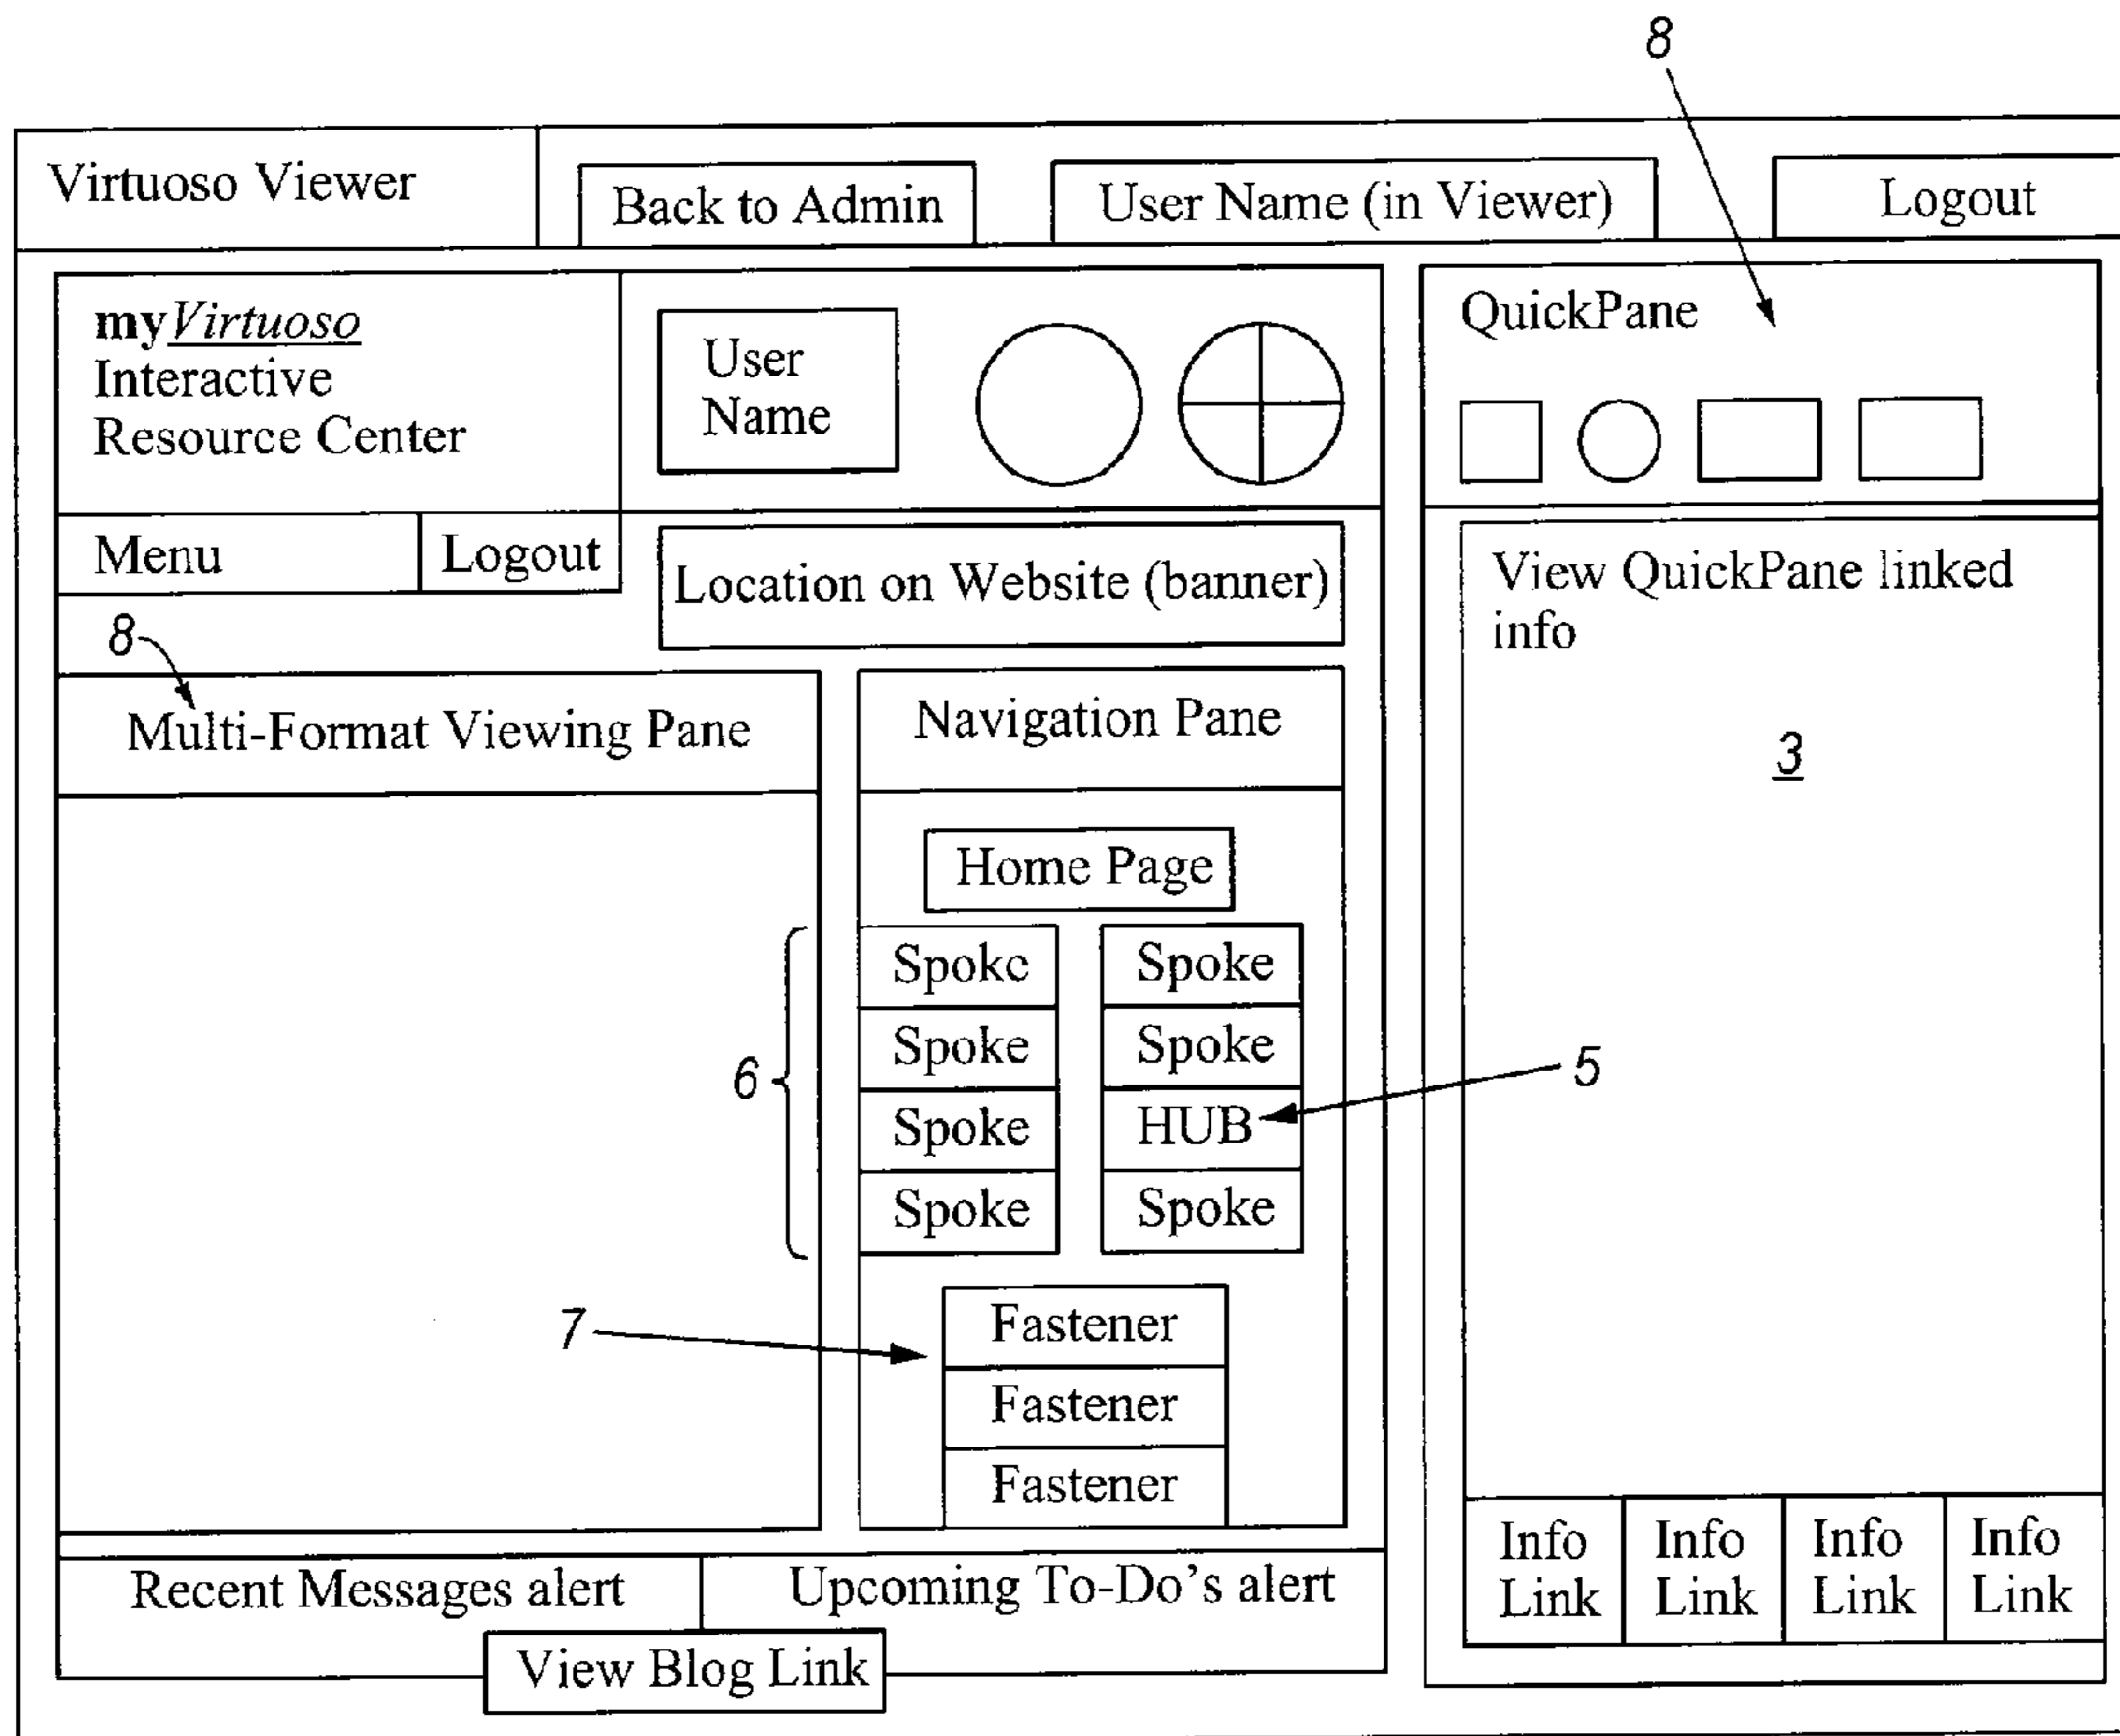 8
Virtuoso Viewer
Back to Admin
User Name (in Viewer)
Logout
myVirtuoso
Interactive
Resource Center
User
Name
QuickPane
Menu
Logout
Location on Website (banner)
View QuickPane linked
info
8
Multi-Format Viewing Pane
Navigation Pane
3
Home Page
Spoke
Spoke
Spoke
Spoke
6
5
Spoke
HUB
Spoke
Spoke
7
Fastener
Fastener
Fastener
Info
Link
Info
Link
Info
Link
Info
Link
Recent Messages alert
Upcoming To-Do's alert
View Blog Link